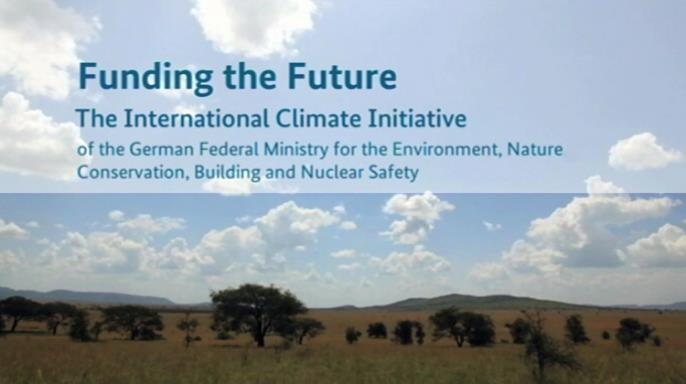 Funding the Future
The International Climate Initiative
of the German Federal Ministry for the Environment, Nature
Conservation, Building and Nuclear Safety